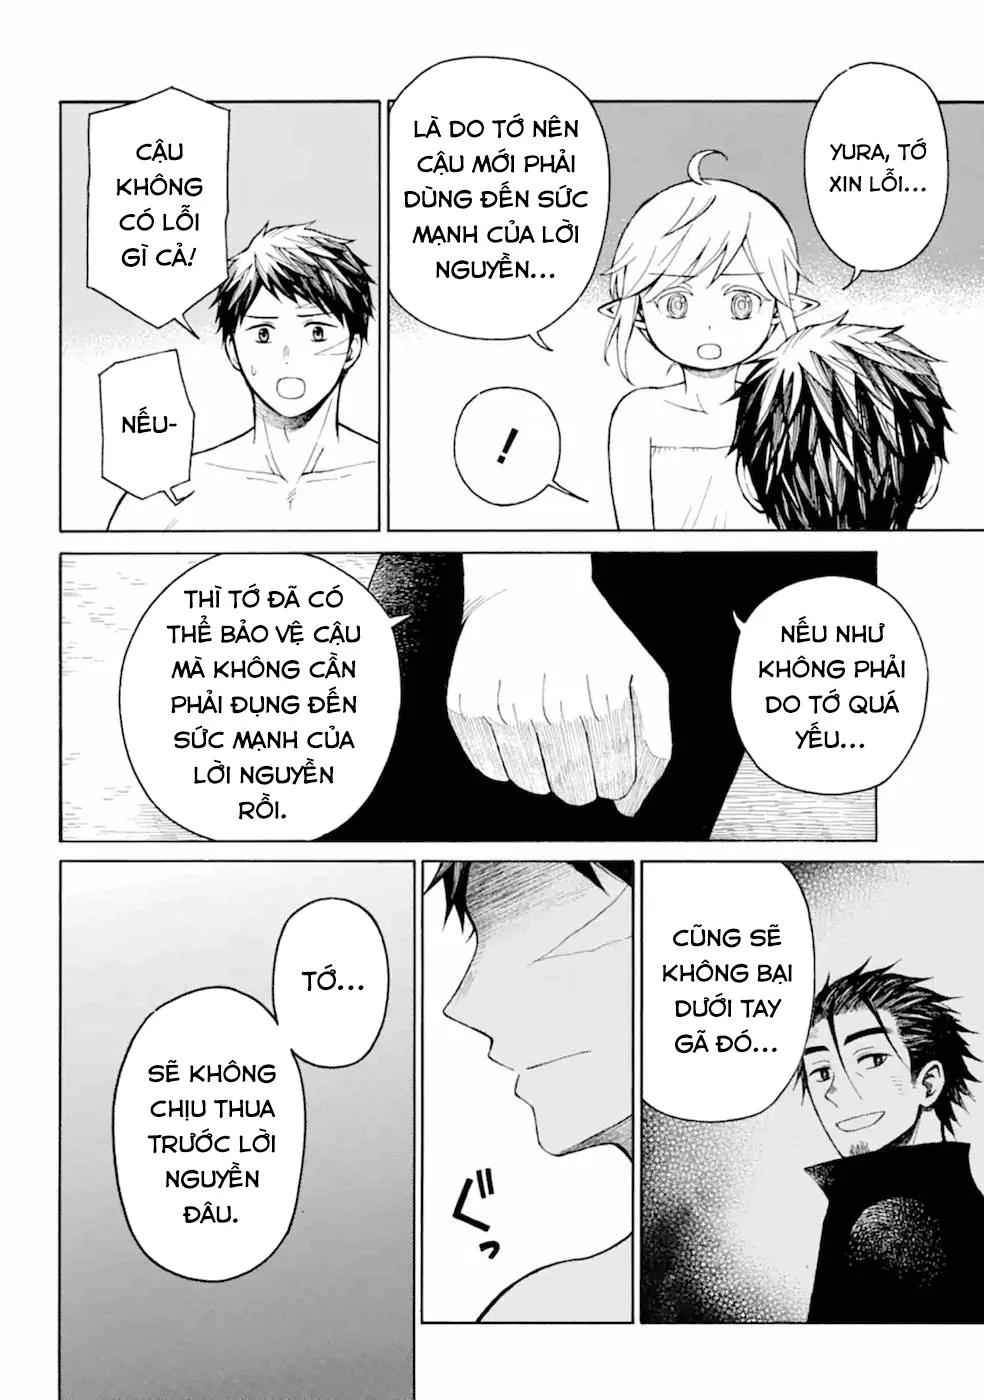 YURA, TỚ
XIN LỖI...
LÀ DO TỚ NÊN
CẬU MỚI PHẢI
DÙNG ĐẾN SỨC
MẠNH CỦA LỜI
NGUYỀN...
!
CẬU
KHÔNG
CÓ LỖI
GÌ CẢ!
NẾU-
NẾU NHƯ
KHÔNG PHẢI
DO TỚ QUÁ
YẾU...
THÌ TỚ ĐÃ CÓ
THỂ BẢO VỆ CẬU
MÀ KHÔNG CẦN
PHẢI ĐỤNG ĐẾN
SỨC MẠNH CỦA
LỜI NGUYỀN
RỒI.
CŨNG SẼ
KHÔNG BẠI
DƯỚI TAY
GÃ ĐÓ...
ぐっ
TỚ...
SẼ KHÔNG
CHỊU THUA
TRƯỚC LỜI
NGUYỀN
ĐÂU.